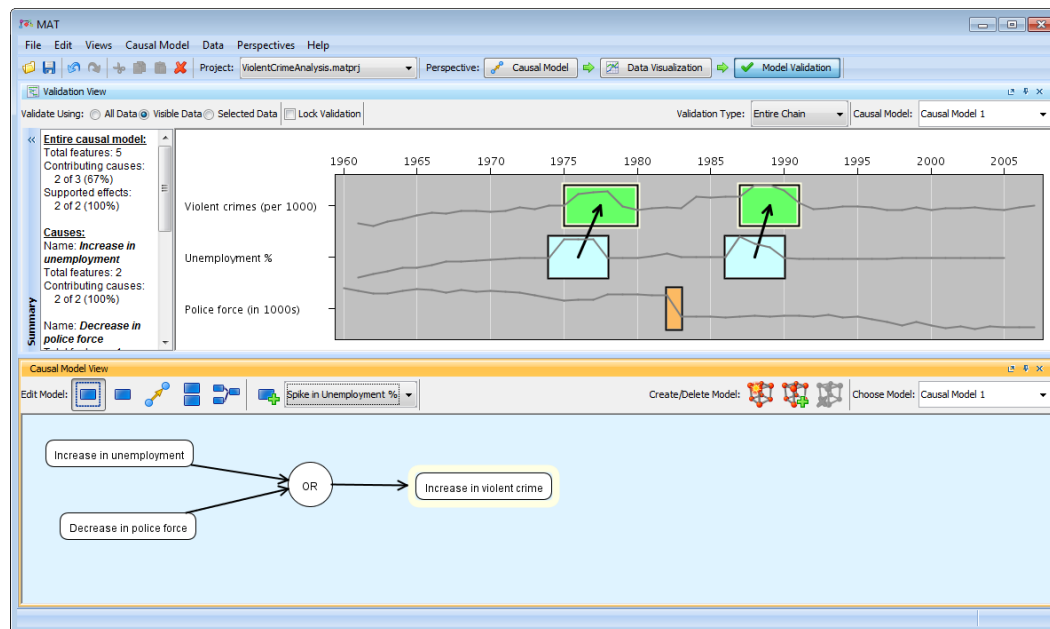 MAT
File Edit Views Causal Model Data Perspectives Help
Project: ViolentCrimeAnalysis.matprj Perspective: Causal Model Data Visualization Model Validation
Validation View
Validate Using: All Data Visible Data Selected Data Lock Validation Validation Type: Entire Chain Causal Model: Causal Model 1
Summary
Entire causal model:
Total features: 5
Contributing causes:
2 of 3 (67%)
Supported effects:
2 of 2 (100%)
Causes:
Name: Increase in
unemployment
Total features: 2
Contributing causes:
2 of 2 (100%)
Name: Decrease in
police force
1960 1965 1970 1975 1980 1985 1990 1995 2000 2005
Violent crimes (per 1000)
Unemployment %
Police force (in 1000s)
Causal Model View
Edit Model: Spike in Unemployment % Create/Delete Model: Choose Model: Causal Model 1
Increase in unemployment
OR
Increase in violent crime
Decrease in police force